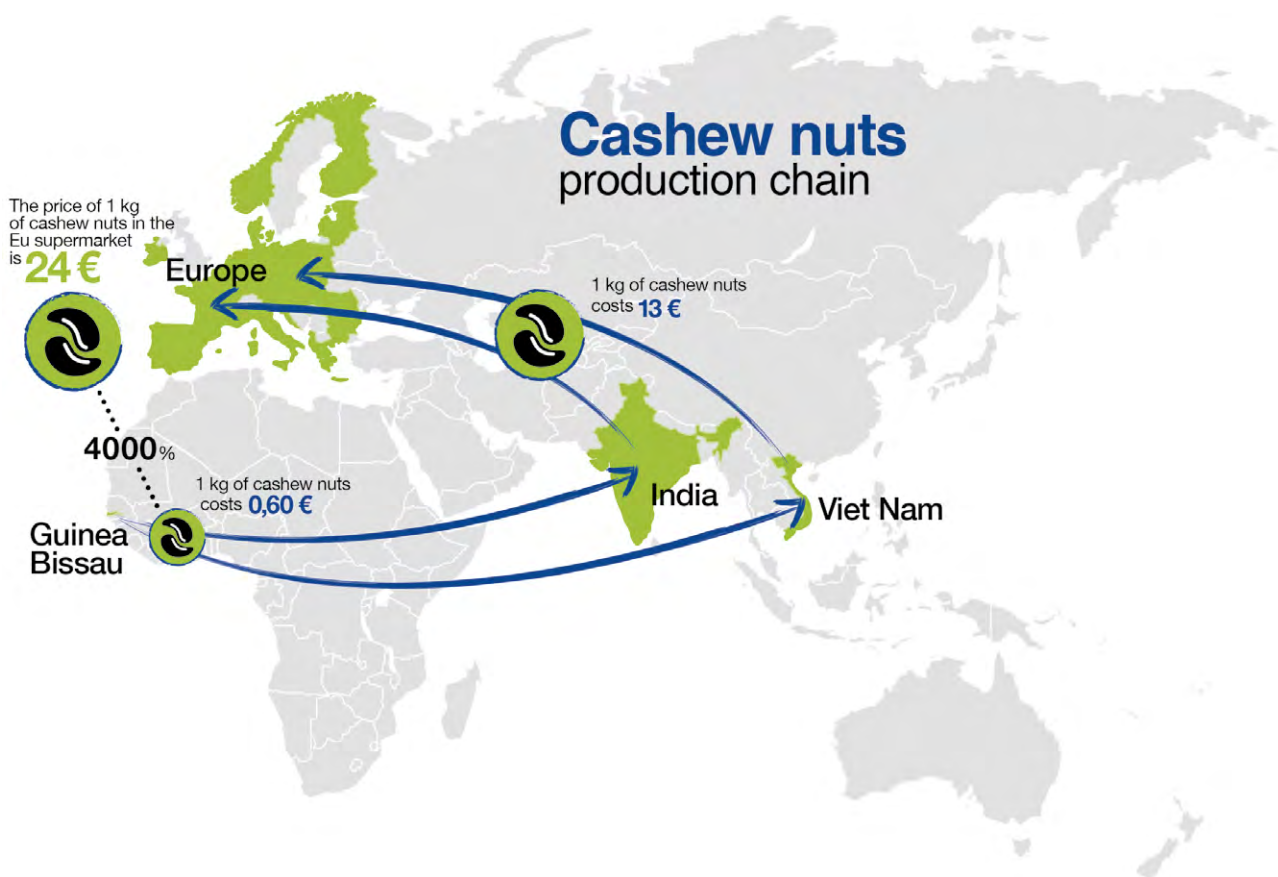 Cashew nuts
production chain
The price of 1 kg
of cashew nuts in the
Eu supermarket
is 24 €
Europe
1 kg of cashew nuts
costs 13 €
4000%
1 kg of cashew nuts
costs 0,60 €
Guinea
Bissau
India
Viet Nam